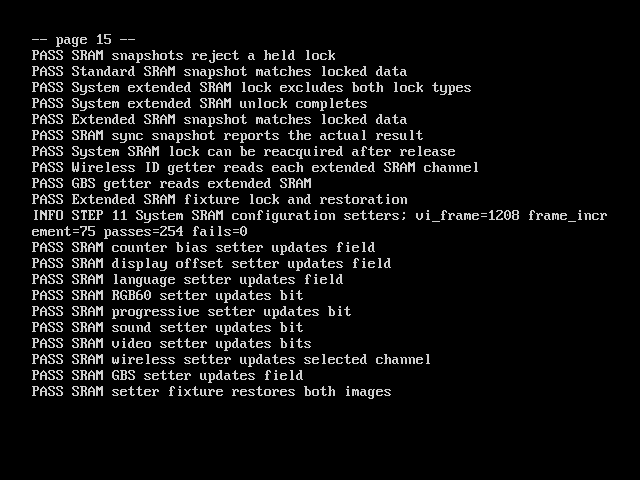 -- page 15 --
PASS SRAM snapshots reject a held lock
PASS Standard SRAM snapshot matches locked data
PASS System extended SRAM lock excludes both lock types
PASS System extended SRAM unlock completes
PASS Extended SRAM snapshot matches locked data
PASS SRAM sync snapshot reports the actual result
PASS System SRAM lock can be reacquired after release
PASS Wireless ID getter reads each extended SRAM channel
PASS GBS getter reads extended SRAM
PASS Extended SRAM fixture lock and restoration
INFO STEP 11 System SRAM configuration setters; vi_frame=1208 frame_incr
ement=75 passes=254 fails=0
PASS SRAM counter bias setter updates field
PASS SRAM display offset setter updates field
PASS SRAM language setter updates field
PASS SRAM RGB60 setter updates bit
PASS SRAM progressive setter updates bit
PASS SRAM sound setter updates bit
PASS SRAM video setter updates bits
PASS SRAM wireless setter updates selected channel
PASS SRAM GBS setter updates field
PASS SRAM setter fixture restores both images